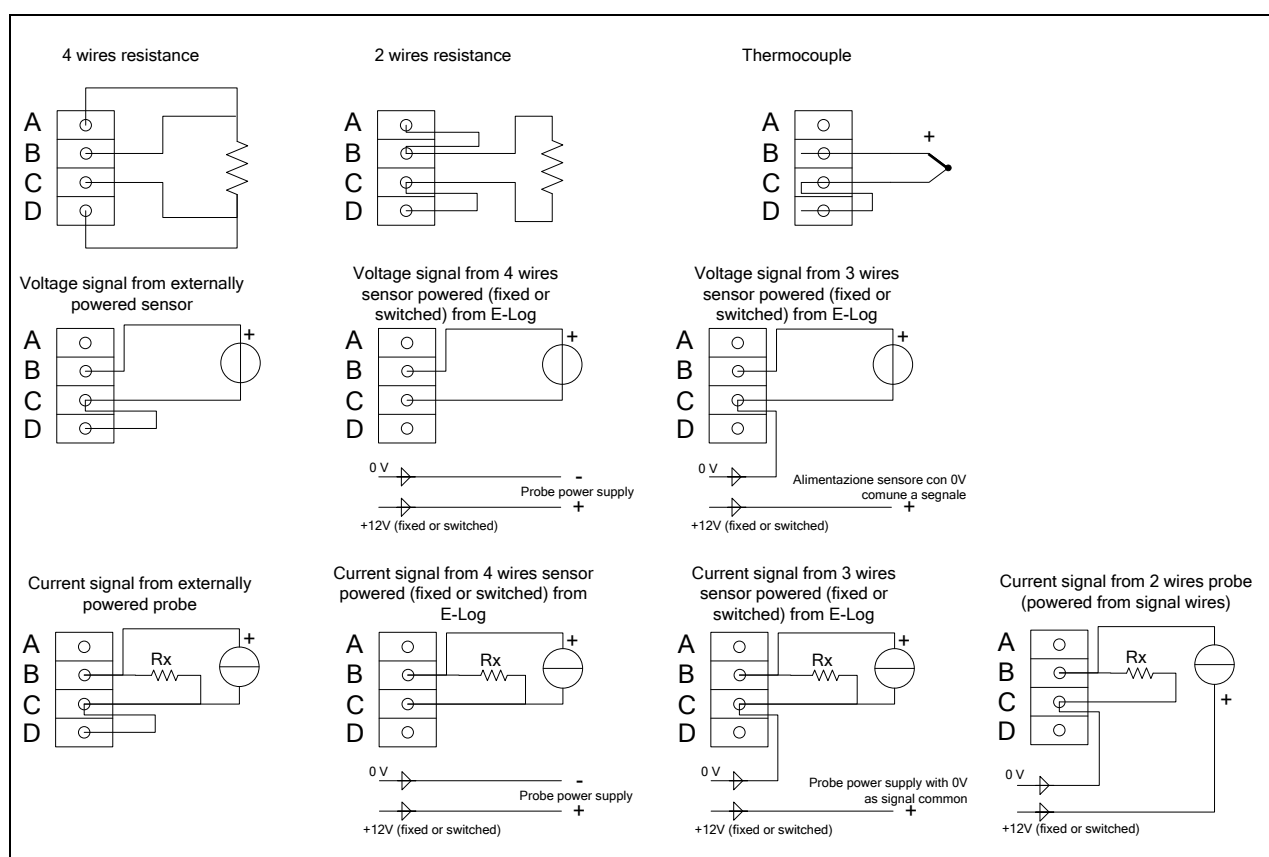 4 wires resistance
A
B
C
D
2 wires resistance
A
B
C
D
Thermocouple
A
B
C
D
+
Voltage signal from externally
powered sensor
A
B
C
D
+
Voltage signal from 4 wires
sensor powered (fixed or
switched) from E-Log
A
B
C
D
+
0 V
-
Probe power supply
+
+12V (fixed or switched)
Voltage signal from 3 wires
sensor powered (fixed or
switched) from E-Log
A
B
C
D
+
0 V
Alimentazione sensore con 0V
comune a segnale
+
+12V (fixed or switched)
Current signal from externally
powered probe
A
B
C
D
Rx
+
Current signal from 4 wires sensor
powered (fixed or switched) from
E-Log
A
B
C
D
Rx
+
0 V
-
Probe power supply
+
+12V (fixed or switched)
Current signal from 3 wires
sensor powered (fixed or
switched) from E-Log
A
B
C
D
Rx
+
0 V
Probe power supply with 0V
as signal common
+
+12V (fixed or switched)
Current signal from 2 wires probe
(powered from signal wires)
A
B
C
D
Rx
+
0 V
+12V (fixed or switched)